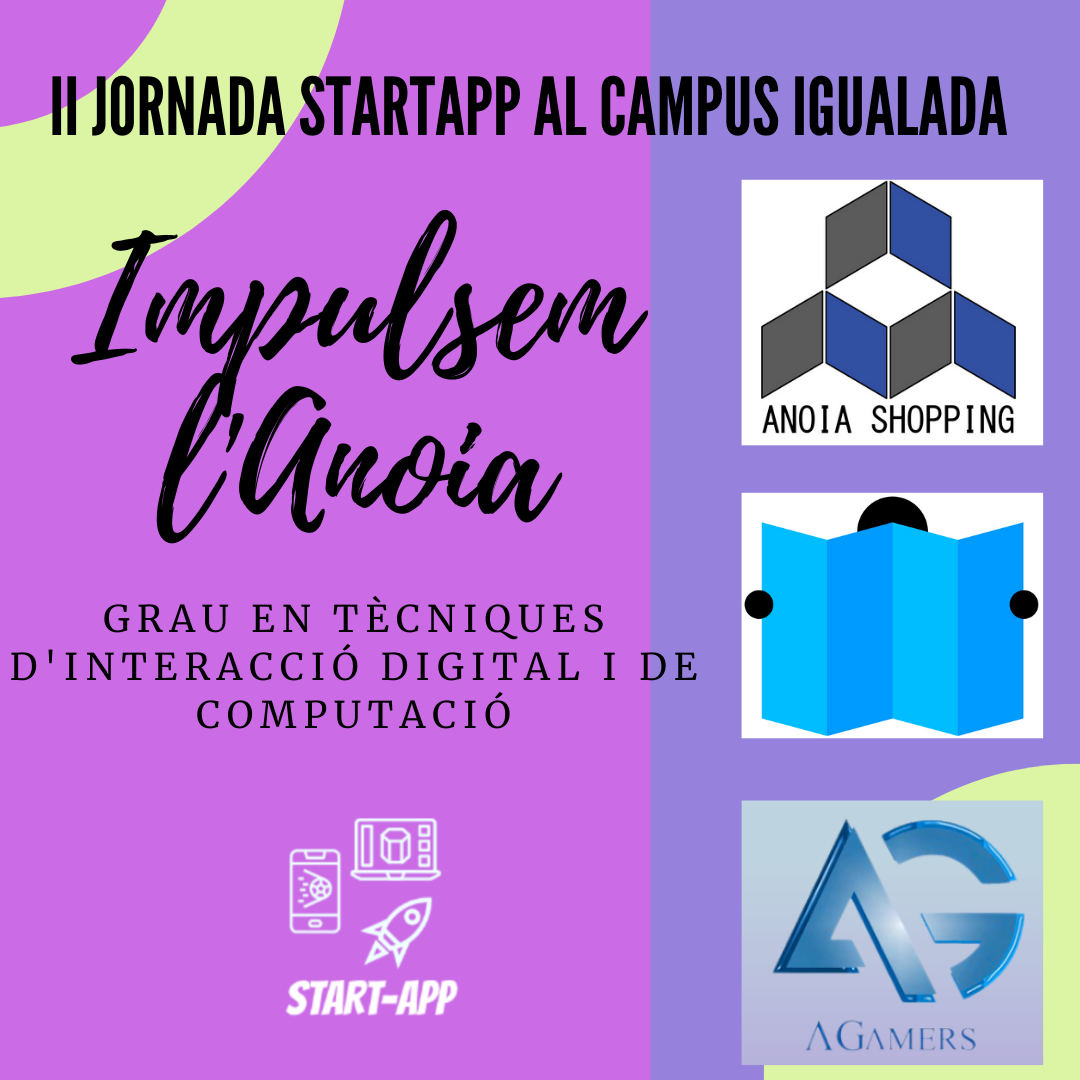 II JORNADA STARTAPP AL CAMPUS IGUALADA
Impulsem
l'Anoia
GRAU EN TÈCNIQUES
D'INTERACCIÓ DIGITAL I DE
COMPUTACIÓ
START-APP
ANOIA SHOPPING
AG
AGAMERS